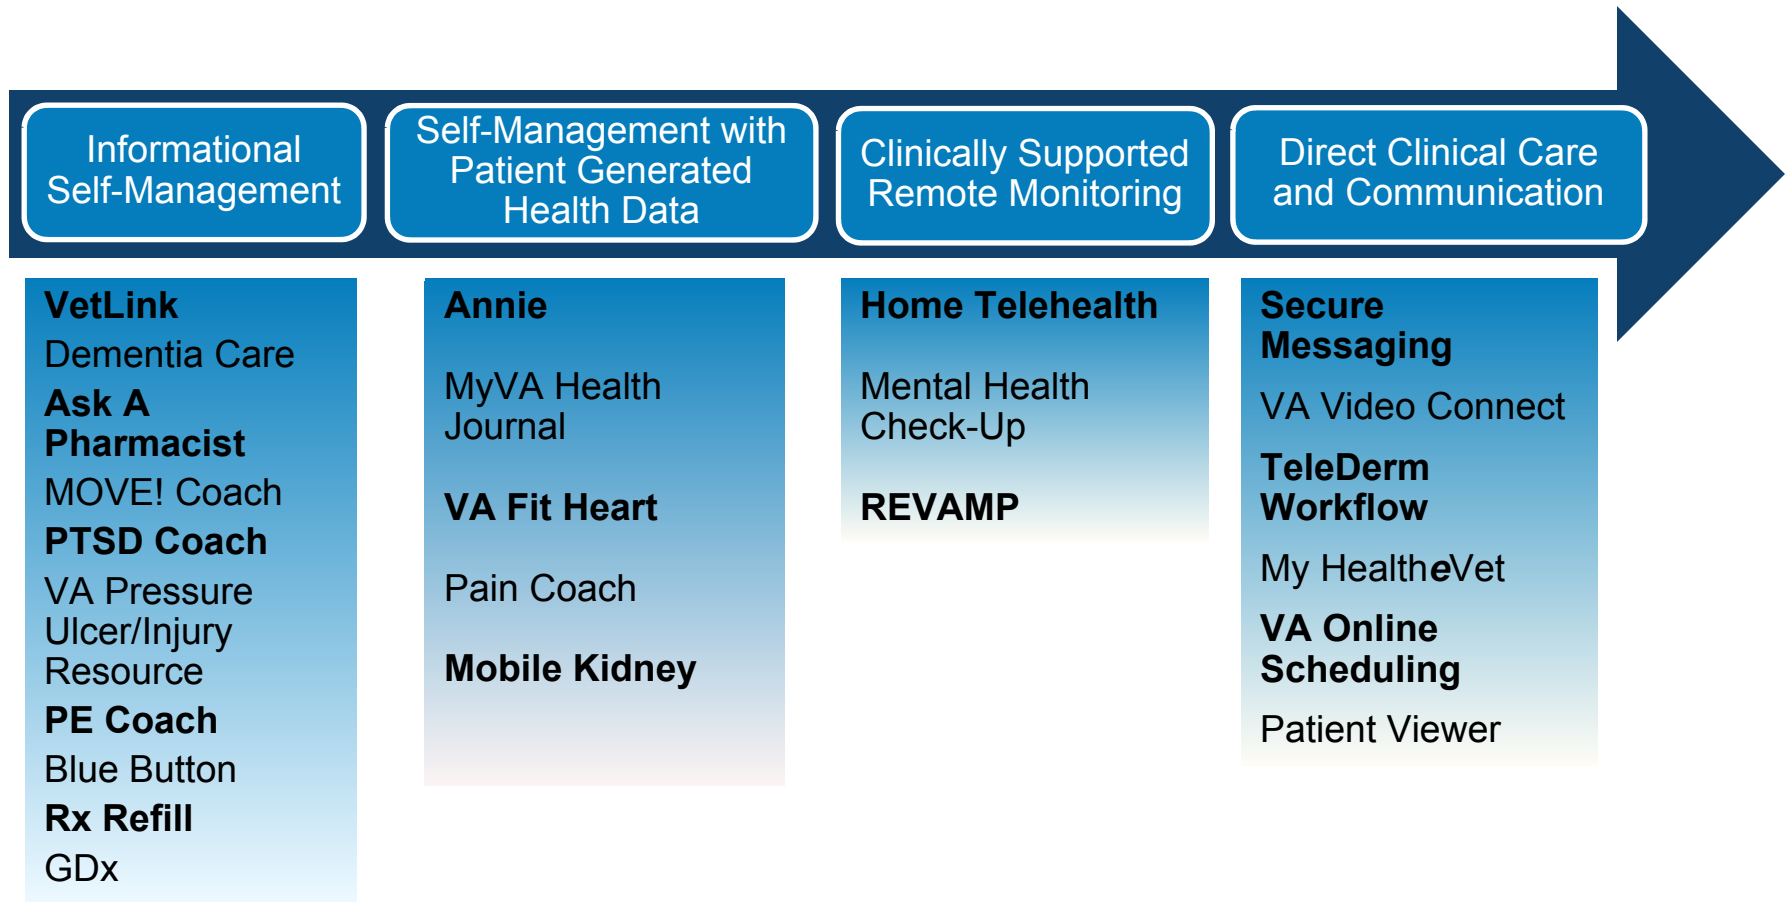 Informational
Self-Management
Self-Management with
Patient Generated
Health Data
Clinically Supported
Remote Monitoring
Direct Clinical Care
and Communication
VetLink
Dementia Care
Ask A
Pharmacist
MOVE! Coach
PTSD Coach
VA Pressure
Ulcer/Injury
Resource
PE Coach
Blue Button
Rx Refill
GDx
Annie
MyVA Health
Journal
VA Fit Heart
Pain Coach
Mobile Kidney
Home Telehealth
Mental Health
Check-Up
REVAMP
Secure
Messaging
VA Video Connect
TeleDerm
Workflow
My HealtheVet
VA Online
Scheduling
Patient Viewer